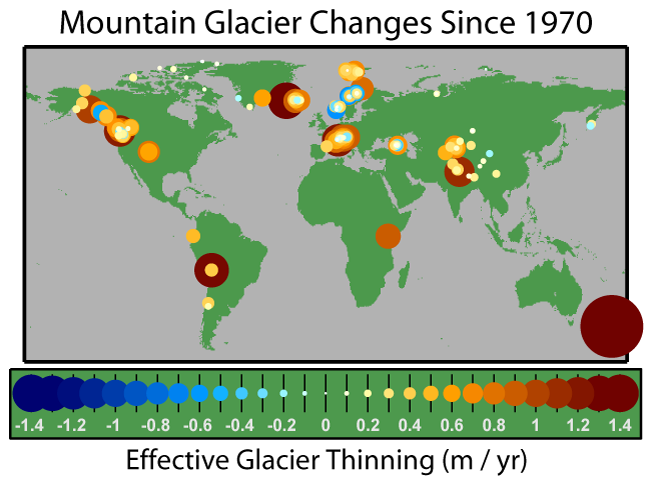 Mountain Glacier Changes Since 1970
-1.4 -1.2 -1 -0.8 -0.6 -0.4 -0.2 0 0.2 0.4 0.6 0.8 1 1.2 1.4
Effective Glacier Thinning (m / yr)